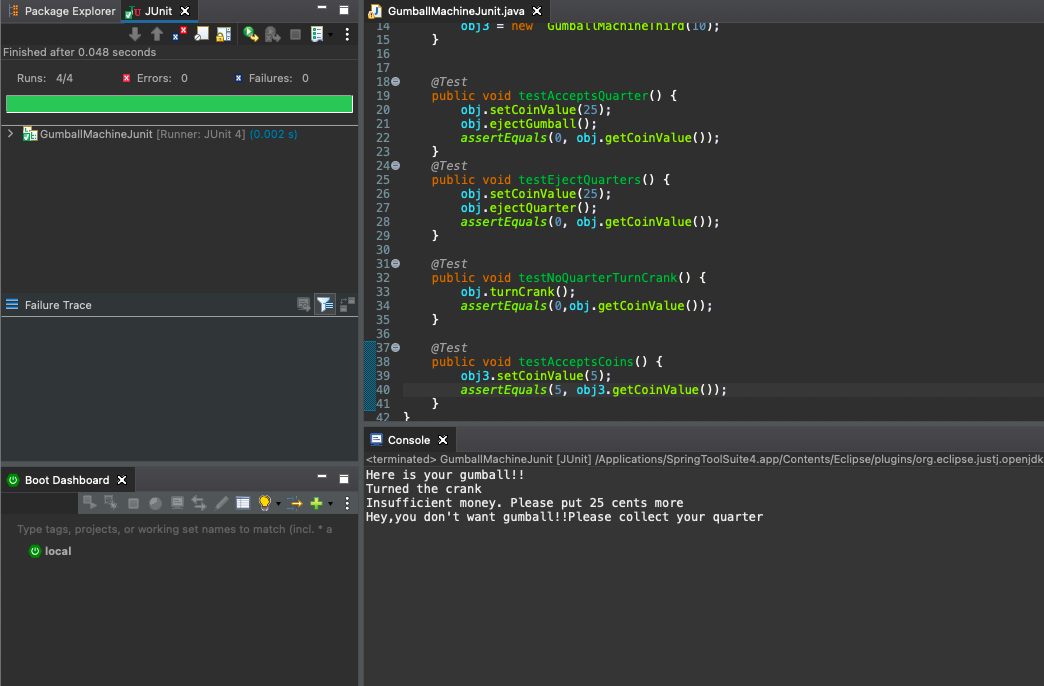 Package Explorer
JUnit
Finished after 0.048 seconds
Runs: 4/4
Errors: 0
Failures: 0
GumballMachineJunit [Runner: JUnit 4] (0.002 s)
Failure Trace
Boot Dashboard
Type tags, projects, or working set names to match (incl. * a
local
GumballMachineJunit.java
14 obj3 = new GumballMachineThird(10);
15 }
16
17
18 @Test
19 public void testAcceptsQuarter() {
20 obj.setCoinValue(25);
21 obj.ejectGumball();
22 assertEquals(0, obj.getCoinValue());
23 }
24 @Test
25 public void testEjectQuarters() {
26 obj.setCoinValue(25);
27 obj.ejectQuarter();
28 assertEquals(0, obj.getCoinValue());
29 }
30
31 @Test
32 public void testNoQuarterTurnCrank() {
33 obj.turnCrank();
34 assertEquals(0,obj.getCoinValue());
35 }
36
37 @Test
38 public void testAcceptsCoins() {
39 obj3.setCoinValue(5);
40 assertEquals(5, obj3.getCoinValue());
41 }
42 }
Console
<terminated> GumballMachineJunit [JUnit] /Applications/SpringToolSuite4.app/Contents/Eclipse/plugins/org.eclipse.justj.openjdk
Here is your gumball!!
Turned the crank
Insufficient money. Please put 25 cents more
Hey,you don't want gumball!!Please collect your quarter